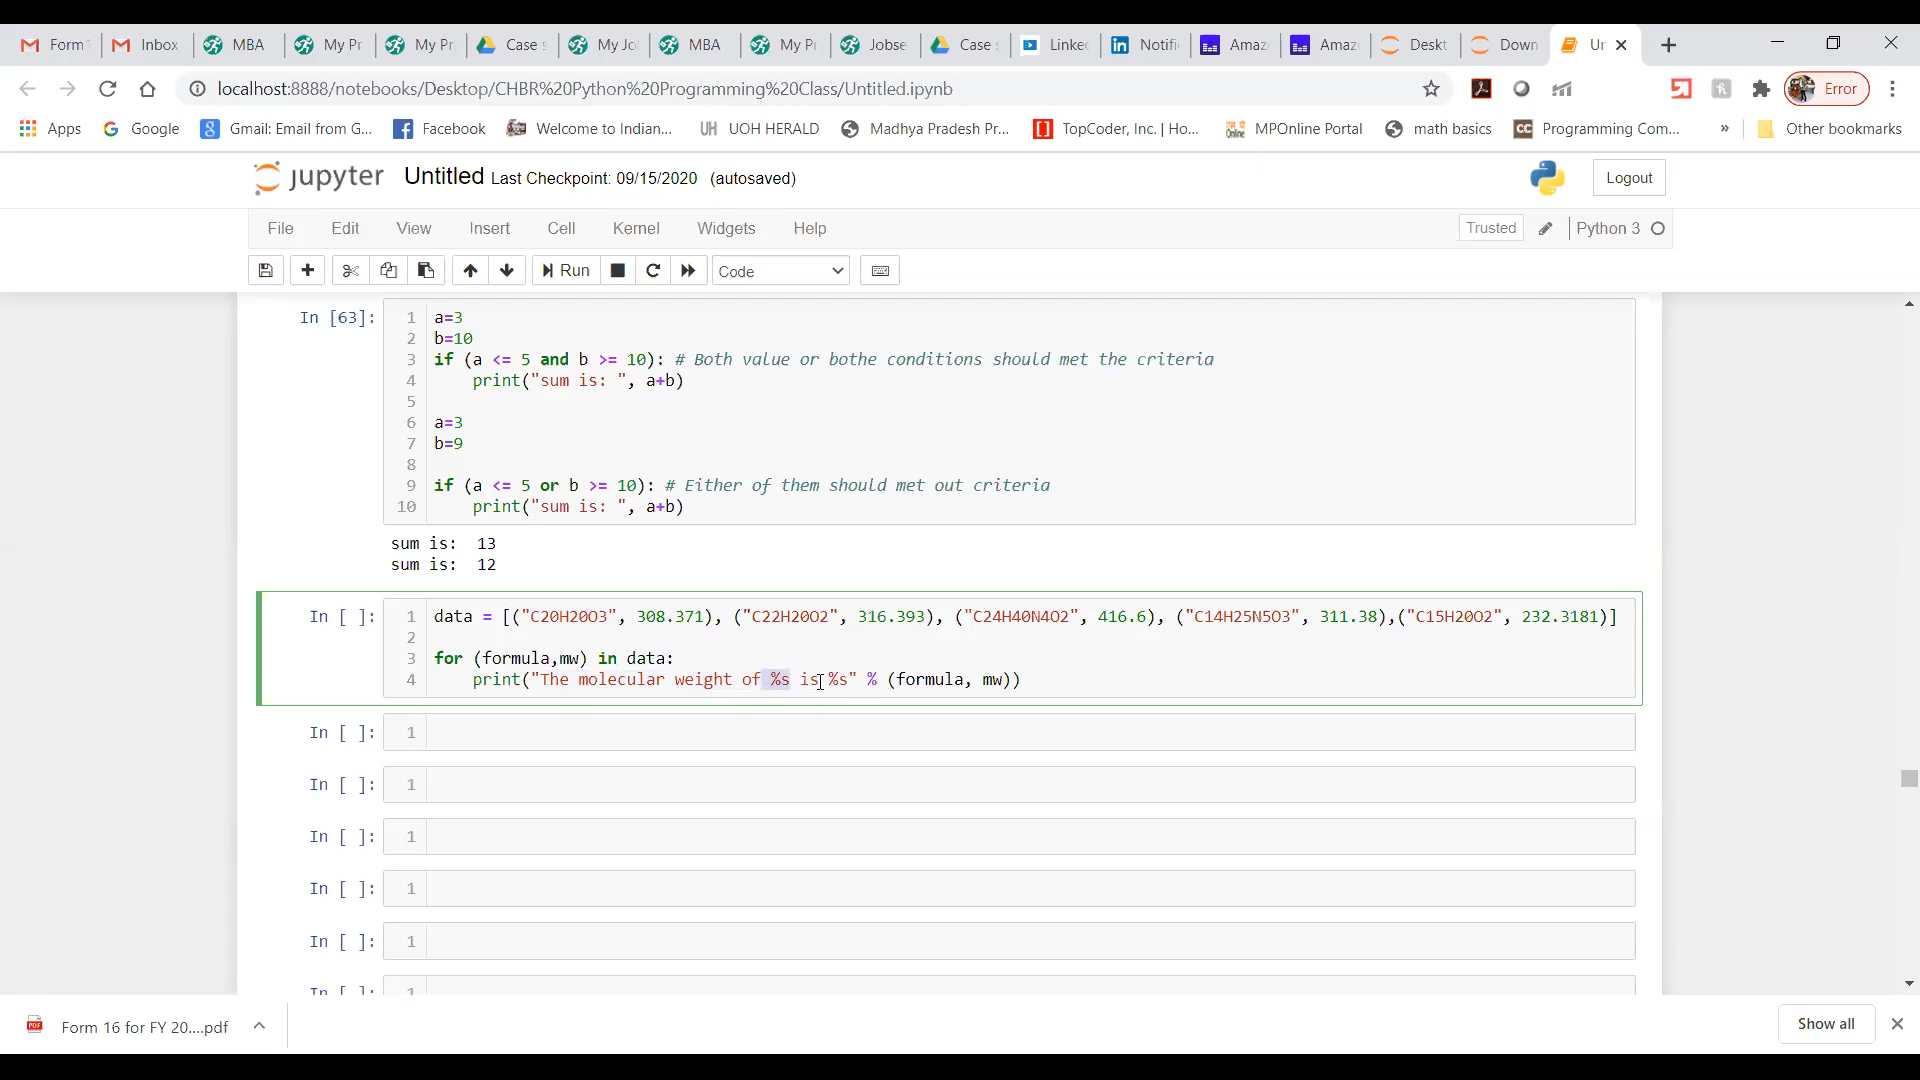 Form Inbox MBA My Pr My Pr Case s My Jo MBA My Pr Jobse Case Linke Notifi Amaz Amaz Deskt Down Ur
localhost:8888/notebooks/Desktop/CHBR%20Python%20Programming%20Class/Untitled.ipynb Error
Apps Google Gmail: Email from G... Facebook Welcome to Indian... UH UOH HERALD Madhya Pradesh Pr... TopCoder, Inc. | Ho... MPOnline Portal math basics CC Programming Com... » Other bookmarks
jupyter Untitled Last Checkpoint: 09/15/2020 (autosaved) Logout
File Edit View Insert Cell Kernel Widgets Help Trusted Python 3
Run Code
In [63]: 1 a=3
2 b=10
3 if (a <= 5 and b >= 10): # Both value or bothe conditions should met the criteria
4 print("sum is: ", a+b)
5
6 a=3
7 b=9
8
9 if (a <= 5 or b >= 10): # Either of them should met out criteria
10 print("sum is: ", a+b)
sum is: 13
sum is: 12
In [ ]: 1 data = [("C20H20O3", 308.371), ("C22H20O2", 316.393), ("C24H40N4O2", 416.6), ("C14H25N5O3", 311.38),("C15H20O2", 232.3181)]
2
3 for (formula,mw) in data:
4 print("The molecular weight of %s is %s" % (formula, mw))
In [ ]: 1
In [ ]: 1
In [ ]: 1
In [ ]: 1
In [ ]: 1
In [ ]: 1
Form 16 for FY 20....pdf Show all